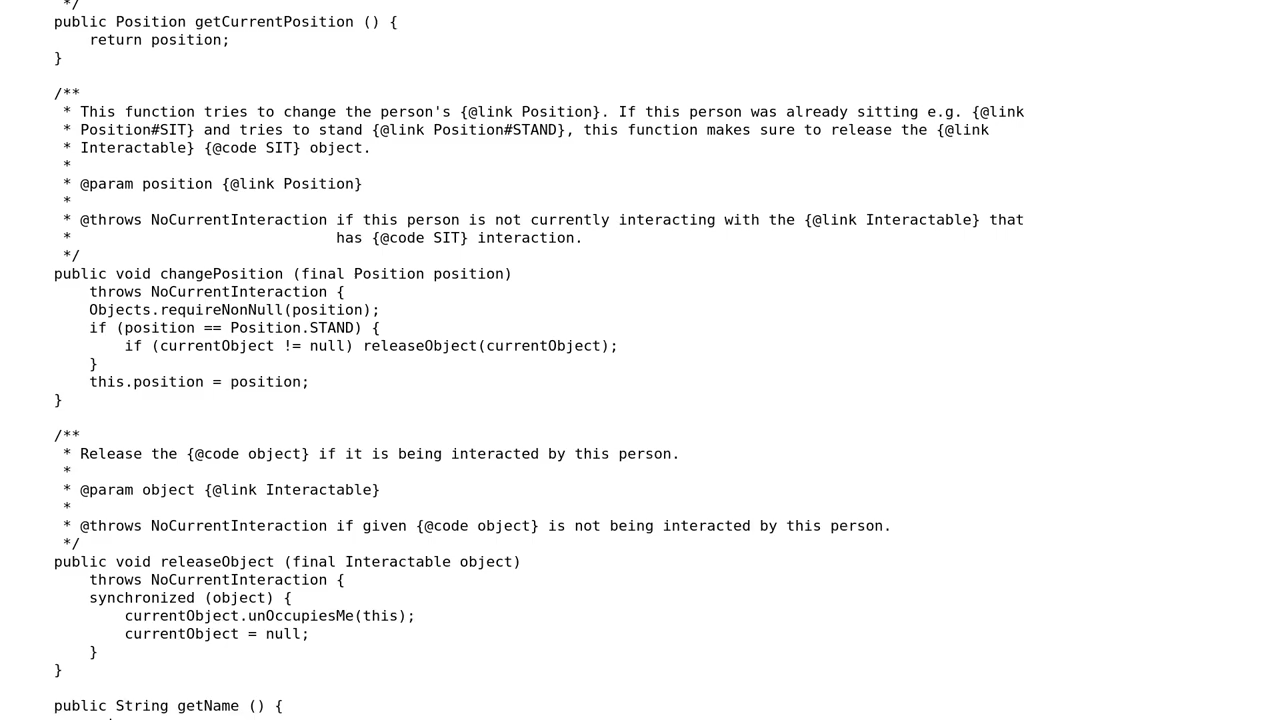 */
public Position getCurrentPosition () {
return position;
}
/**
* This function tries to change the person's {@link Position}. If this person was already sitting e.g. {@link
* Position#SIT} and tries to stand {@link Position#STAND}, this function makes sure to release the {@link
* Interactable} {@code SIT} object.
*
* @param position {@link Position}
*
* @throws NoCurrentInteraction if this person is not currently interacting with the {@link Interactable} that
* has {@code SIT} interaction.
*/
public void changePosition (final Position position)
throws NoCurrentInteraction {
Objects.requireNonNull(position);
if (position == Position.STAND) {
if (currentObject != null) releaseObject(currentObject);
}
this.position = position;
}
/**
* Release the {@code object} if it is being interacted by this person.
*
* @param object {@link Interactable}
*
* @throws NoCurrentInteraction if given {@code object} is not being interacted by this person.
*/
public void releaseObject (final Interactable object)
throws NoCurrentInteraction {
synchronized (object) {
currentObject.unOccupiesMe(this);
currentObject = null;
}
}
public String getName () {